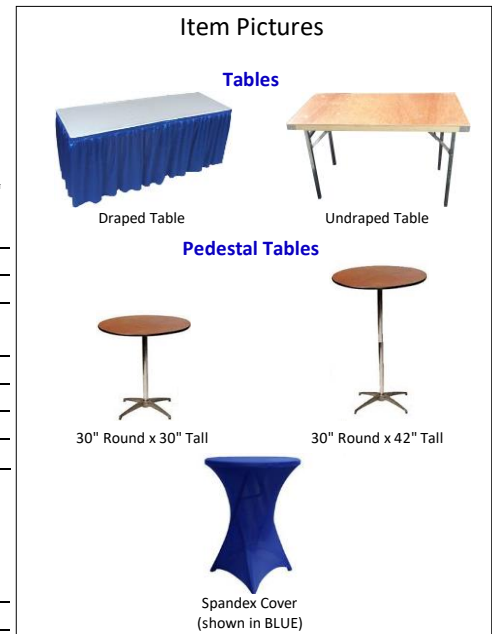 Item Pictures
Tables
Draped Table
Undraped Table
Pedestal Tables
30" Round x 30" Tall
30" Round x 42" Tall
Spandex Cover
(shown in BLUE)